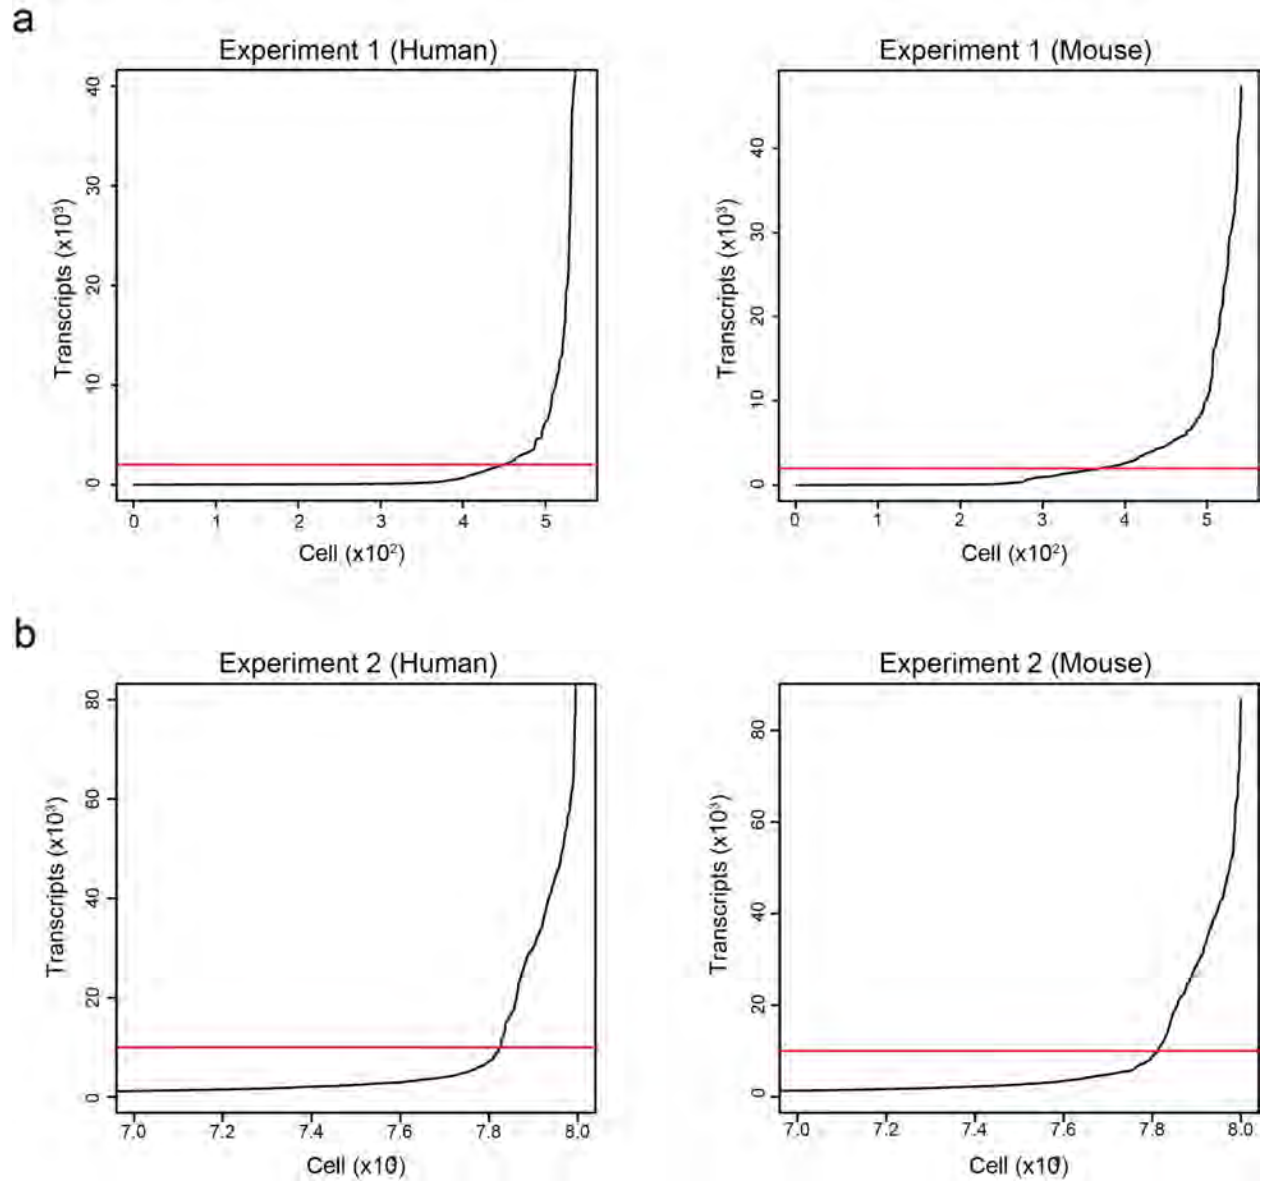 a
Experiment 1 (Human)
Experiment 1 (Mouse)
Transcripts (x10³)
40
30
20
10
0
0 1 2 3 4 5
Cell (x10²)
Transcripts (x10³)
40
30
20
10
0
0 1 2 3 4 5
Cell (x10²)
b
Experiment 2 (Human)
Experiment 2 (Mouse)
Transcripts (x10³)
80
60
40
20
0
7.0 7.2 7.4 7.6 7.8 8.0
Cell (x10³)
Transcripts (x10³)
80
60
40
20
0
7.0 7.2 7.4 7.6 7.8 8.0
Cell (x10³)